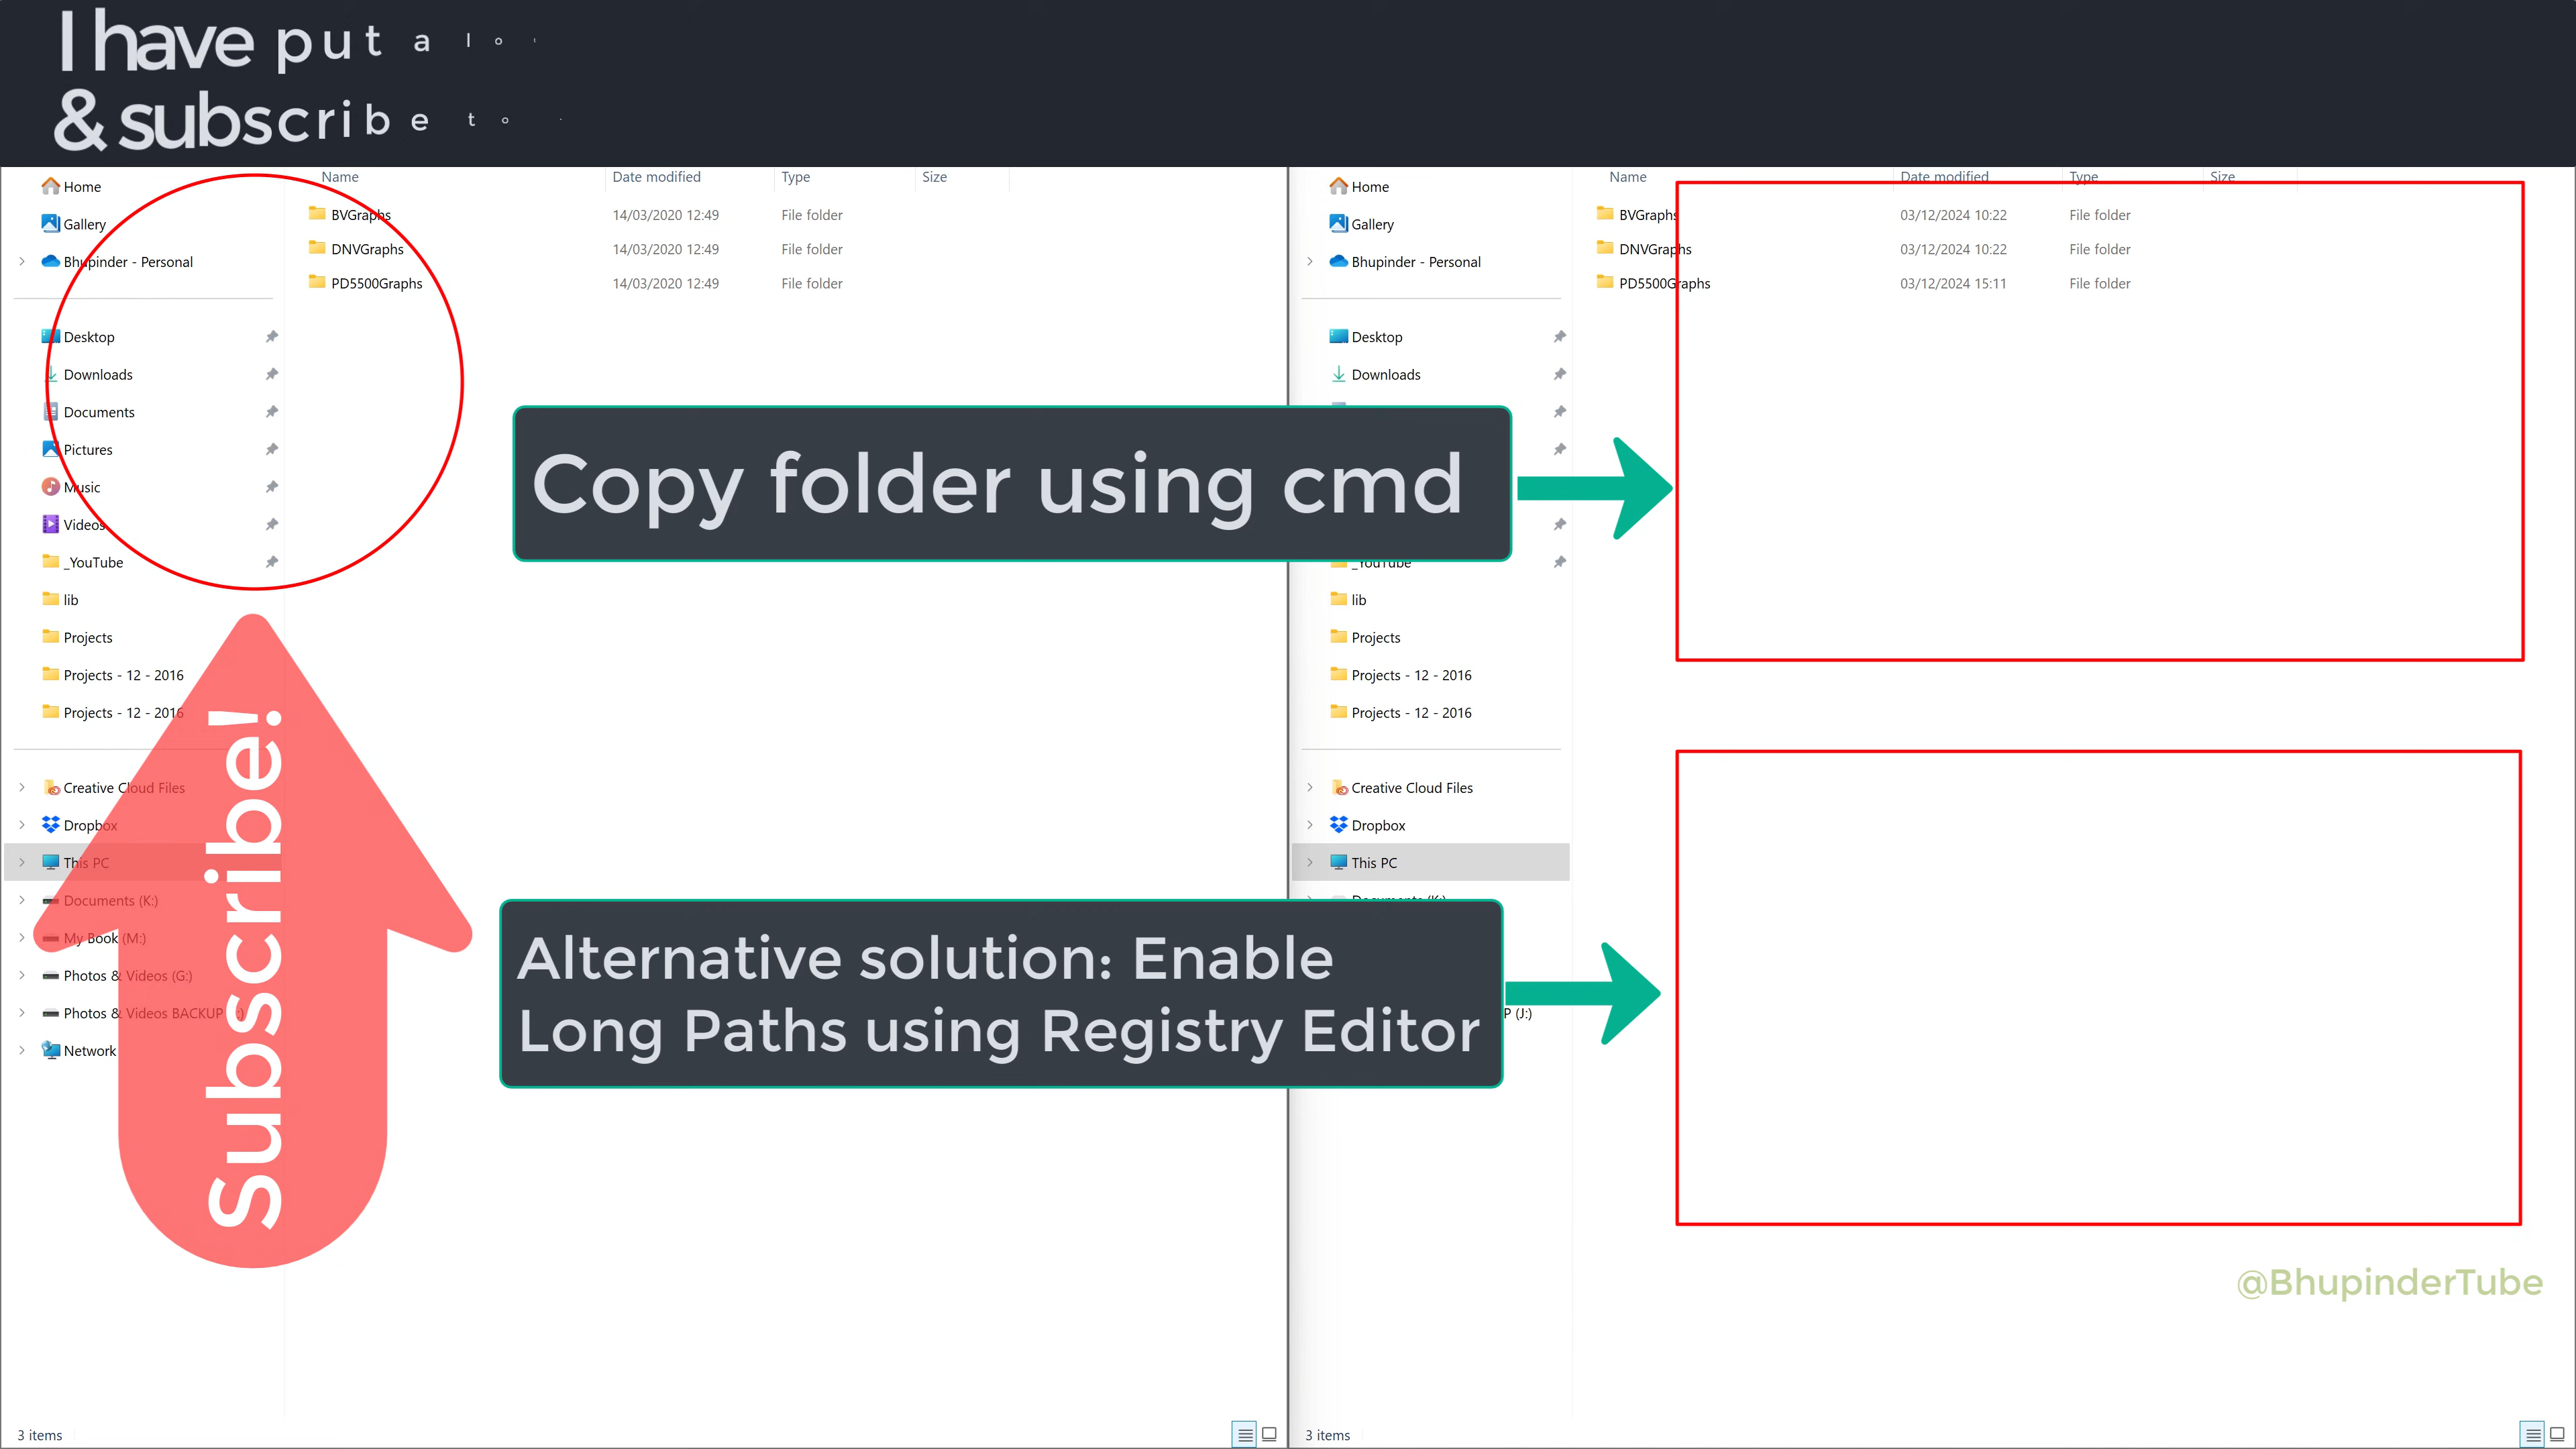 I have put a lo
& subscribe to
Name Date modified Type Size
Home
BVGraphs 14/03/2020 12:49 File folder
Gallery
DNVGraphs 14/03/2020 12:49 File folder
Bhupinder - Personal
PD5500Graphs 14/03/2020 12:49 File folder
Desktop
Downloads
Documents
Pictures
Music
Videos
_YouTube
lib
Projects
Projects - 12 - 2016
Projects - 12 - 2016
Creative Cloud Files
Dropbox
This PC
Documents (K:)
My Book (M:)
Photos & Videos (G:)
Photos & Videos BACKUP
Network
3 items
Subscribe!
Copy folder using cmd
Alternative solution: Enable
Long Paths using Registry Editor
Name Date modified Type Size
Home
BVGraphs 03/12/2024 10:22 File folder
Gallery
DNVGraphs 03/12/2024 10:22 File folder
Bhupinder - Personal
PD5500Graphs 03/12/2024 15:11 File folder
Desktop
Downloads
_YouTube
lib
Projects
Projects - 12 - 2016
Projects - 12 - 2016
Creative Cloud Files
Dropbox
This PC
Documents (K:)
P (J:)
3 items
@BhupinderTube